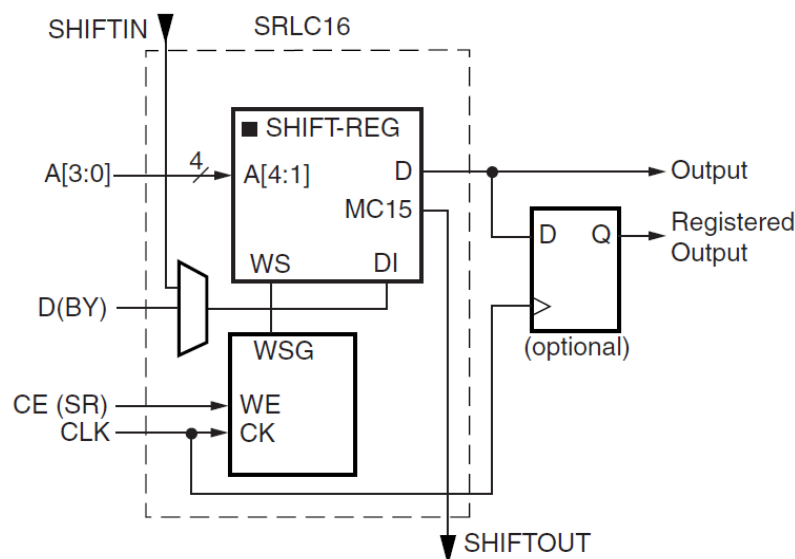 SHIFTIN
SRLC16
SHIFT-REG
A[3:0]
4
A[4:1]
D
Output
MC15
D
Q
Registered
Output
WS
DI
D(BY)
WSG
(optional)
CE (SR)
WE
CLK
CK
SHIFTOUT